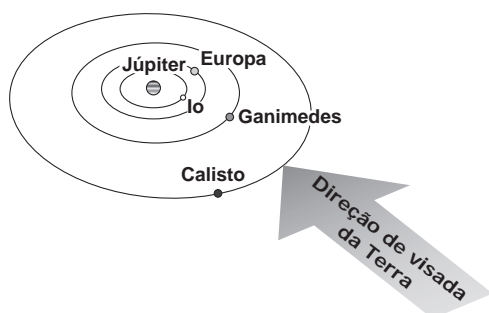 Júpiter
Europa
Io
Ganimedes
Calisto
Direção de visada
da Terra